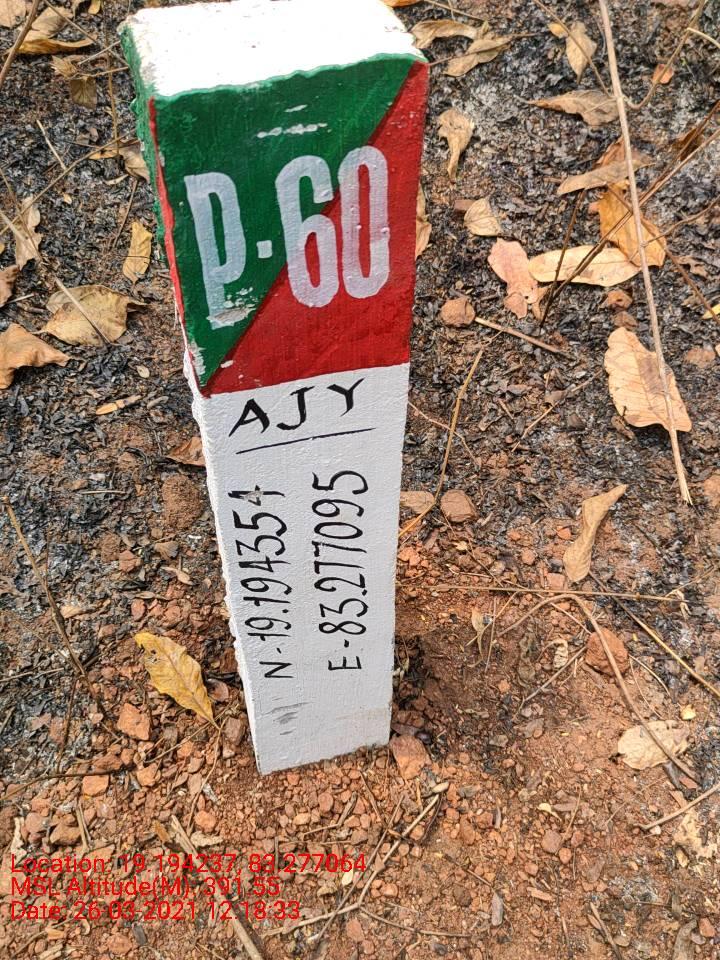 P-60
AJY
N-19.194354
E-83.277095
Location: 19.194237, 83.277064
MSL Altitude(M): 391.55
Date: 26-03-2021 12:18:33